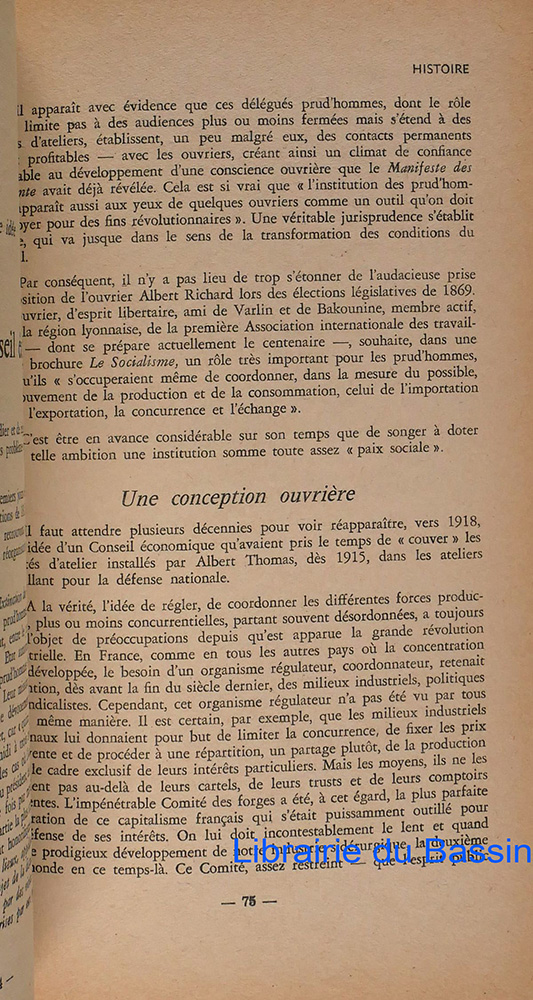 HISTOIRE
il apparaît avec évidence que ces délégués prud'hommes, dont le rôle
limite pas à des audiences plus ou moins fermées mais s'étend à des
d'ateliers, établissent, un peu malgré eux, des contacts permanents
profitables — avec les ouvriers, créant ainsi un climat de confiance
able au développement d'une conscience ouvrière que le Manifeste des
nte avait déjà révélée. Cela est si vrai que « l'institution des prud'hom-
apparaît aussi aux yeux de quelques ouvriers comme un outil qu'on doit
oyer pour des fins révolutionnaires ». Une véritable jurisprudence s'établit
, qui va jusque dans le sens de la transformation des conditions du
l.
Par conséquent, il n'y a pas lieu de trop s'étonner de l'audacieuse prise
sition de l'ouvrier Albert Richard lors des élections législatives de 1869.
uvrier, d'esprit libertaire, ami de Varlin et de Bakounine, membre actif,
la région lyonnaise, de la première Association internationale des travail-
— dont se prépare actuellement le centenaire —, souhaite, dans une
brochure Le Socialisme, un rôle très important pour les prud'hommes,
u'ils « s'occuperaient même de coordonner, dans la mesure du possible,
ouvement de la production et de la consommation, celui de l'importation
l'exportation, la concurrence et l'échange ».
C'est être en avance considérable sur son temps que de songer à doter
telle ambition une institution somme toute assez « paix sociale ».
Une conception ouvrière
Il faut attendre plusieurs décennies pour voir réapparaître, vers 1918,
idée d'un Conseil économique qu'avaient pris le temps de « couver » les
és d'atelier installés par Albert Thomas, dès 1915, dans les ateliers
llant pour la défense nationale.
A la vérité, l'idée de régler, de coordonner les différentes forces produc-
, plus ou moins concurrentielles, partant souvent désordonnées, a toujours
l'objet de préoccupations depuis qu'est apparue la grande révolution
trielle. En France, comme en tous les autres pays où la concentration
développée, le besoin d'un organisme régulateur, coordonnateur, retenait
ntion, dès avant la fin du siècle dernier, des milieux industriels, politiques
ndicalistes. Cependant, cet organisme régulateur n'a pas été vu par tous
même manière. Il est certain, par exemple, que les milieux industriels
naux lui donnaient pour but de limiter la concurrence, de fixer les prix
ente et de procéder à une répartition, un partage plutôt, de la production
le cadre exclusif de leurs intérêts particuliers. Mais les moyens, ils ne les
ent pas au-delà de leurs cartels, de leurs trusts et de leurs comptoirs
entes. L'impénétrable Comité des forges a été, à cet égard, la plus parfaite
ration de ce capitalisme français qui s'était puissamment outillé pour
éfense de ses intérêts. On lui doit incontestablement le lent et quand
e prodigieux développement de notre industrie sidérurgique, la deuxième
onde en ce temps-là. Ce Comité, assez restreint — que l'esprit public
Librairie du Bassin
— 75 —